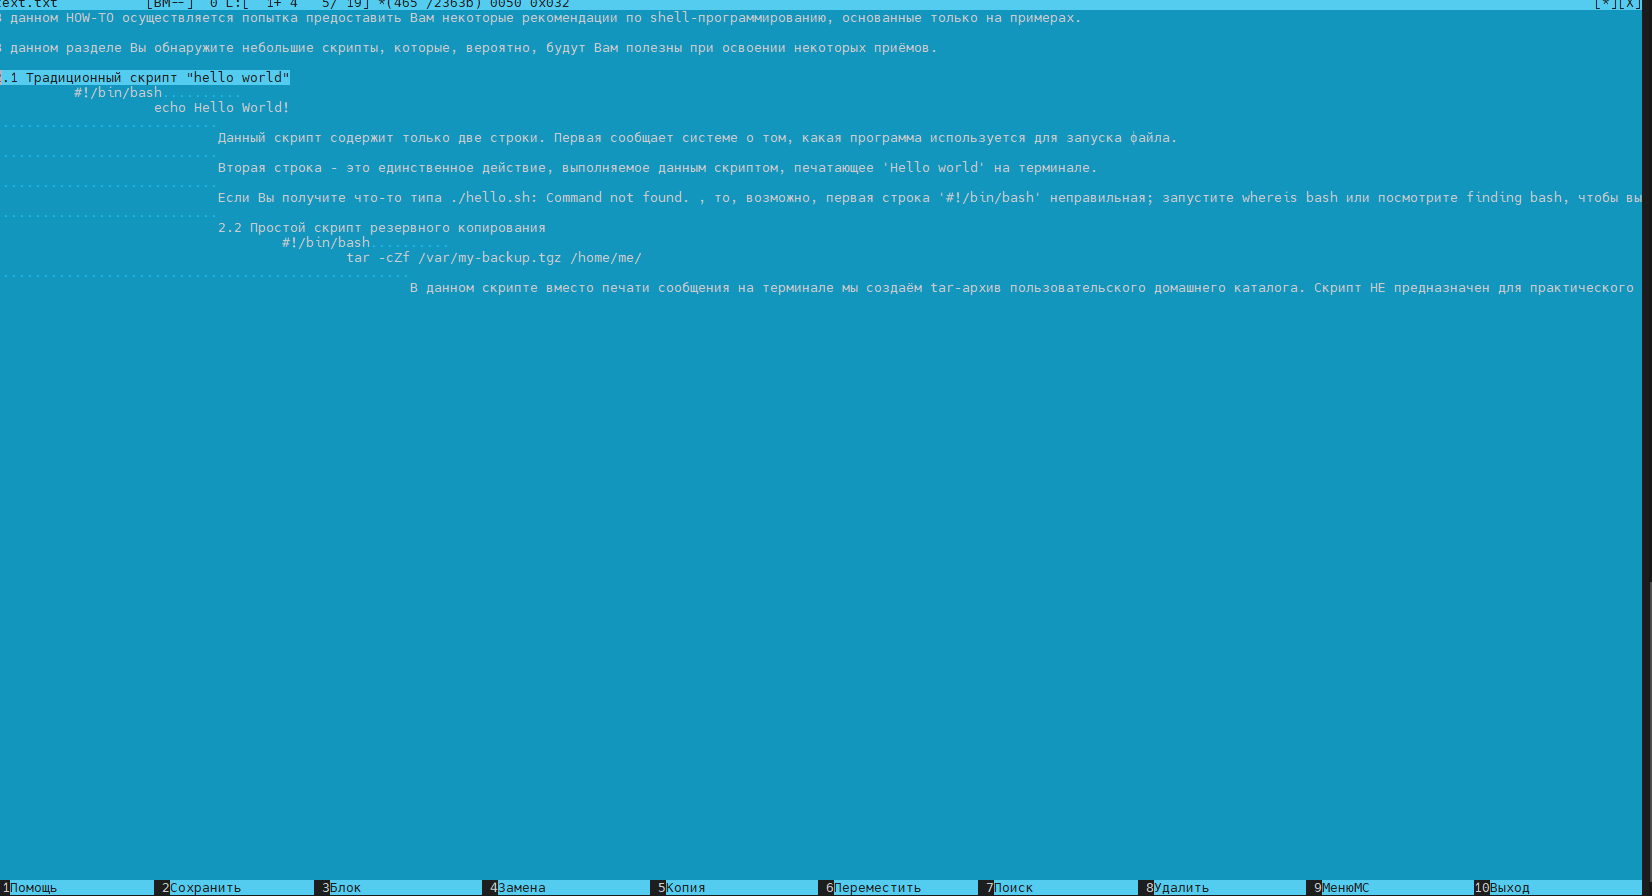 text.txt [BM--] 0 L:[ 1+ 4 5/ 19] *(465 /2363b) 0050 0x032 [*][X]
В данном HOW-TO осуществляется попытка предоставить Вам некоторые рекомендации по shell-программированию, основанные только на примерах.
В данном разделе Вы обнаружите небольшие скрипты, которые, вероятно, будут Вам полезны при освоении некоторых приёмов.
2.1 Традиционный скрипт "hello world"
#!/bin/bash..........
echo Hello World!
Данный скрипт содержит только две строки. Первая сообщает системе о том, какая программа используется для запуска файла.
Вторая строка - это единственное действие, выполняемое данным скриптом, печатающее 'Hello world' на терминале.
Если Вы получите что-то типа ./hello.sh: Command not found. , то, возможно, первая строка '#!/bin/bash' неправильная; запустите whereis bash или посмотрите finding bash, чтобы вы
2.2 Простой скрипт резервного копирования
#!/bin/bash..........
tar -cZf /var/my-backup.tgz /home/me/
В данном скрипте вместо печати сообщения на терминале мы создаём tar-архив пользовательского домашнего каталога. Скрипт НЕ предназначен для практического
1Помощь 2Сохранить 3Блок 4Замена 5Копия 6Переместить 7Поиск 8Удалить 9МенюМС 10Выход